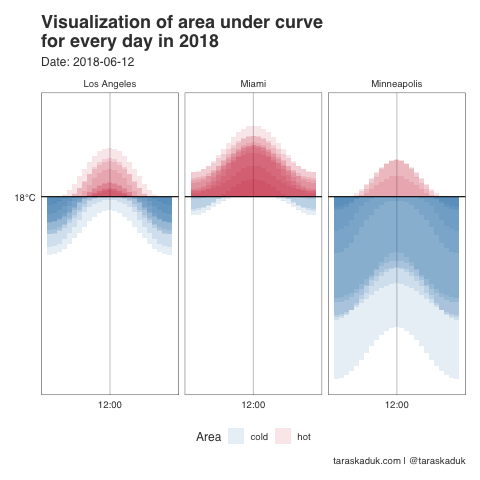 Visualization of area under curve
for every day in 2018
Date: 2018-06-12
Los Angeles
Miami
Minneapolis
18°C
12:00
12:00
12:00
Area
cold
hot
taraskaduk.com | @taraskaduk